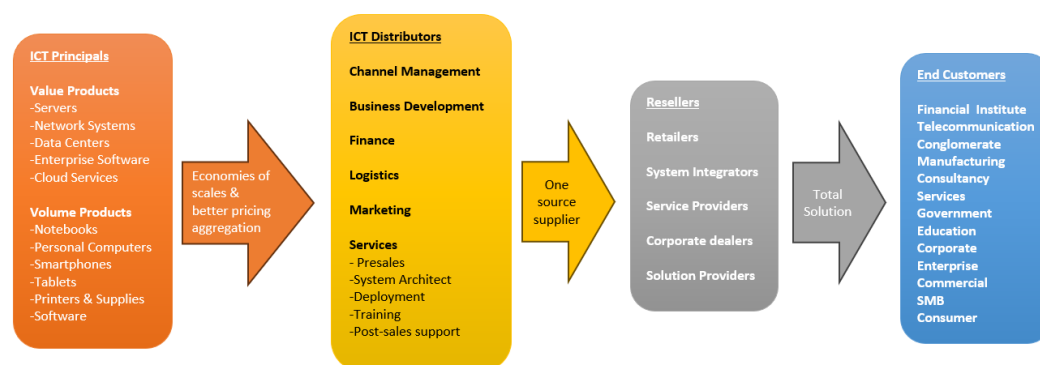 ICT Principals
Value Products
-Servers
-Network Systems
-Data Centers
-Enterprise Software
-Cloud Services
Volume Products
-Notebooks
-Personal Computers
-Smartphones
-Tablets
-Printers & Supplies
-Software
Economies of
scales &
better pricing
aggregation
ICT Distributors
Channel Management
Business Development
Finance
Logistics
Marketing
Services
- Presales
-System Architect
-Deployment
-Training
-Post-sales support
One
source
supplier
Resellers
Retailers
System Integrators
Service Providers
Corporate dealers
Solution Providers
Total
Solution
End Customers
Financial Institute
Telecommunication
Conglomerate
Manufacturing
Consultancy
Services
Government
Education
Corporate
Enterprise
Commercial
SMB
Consumer